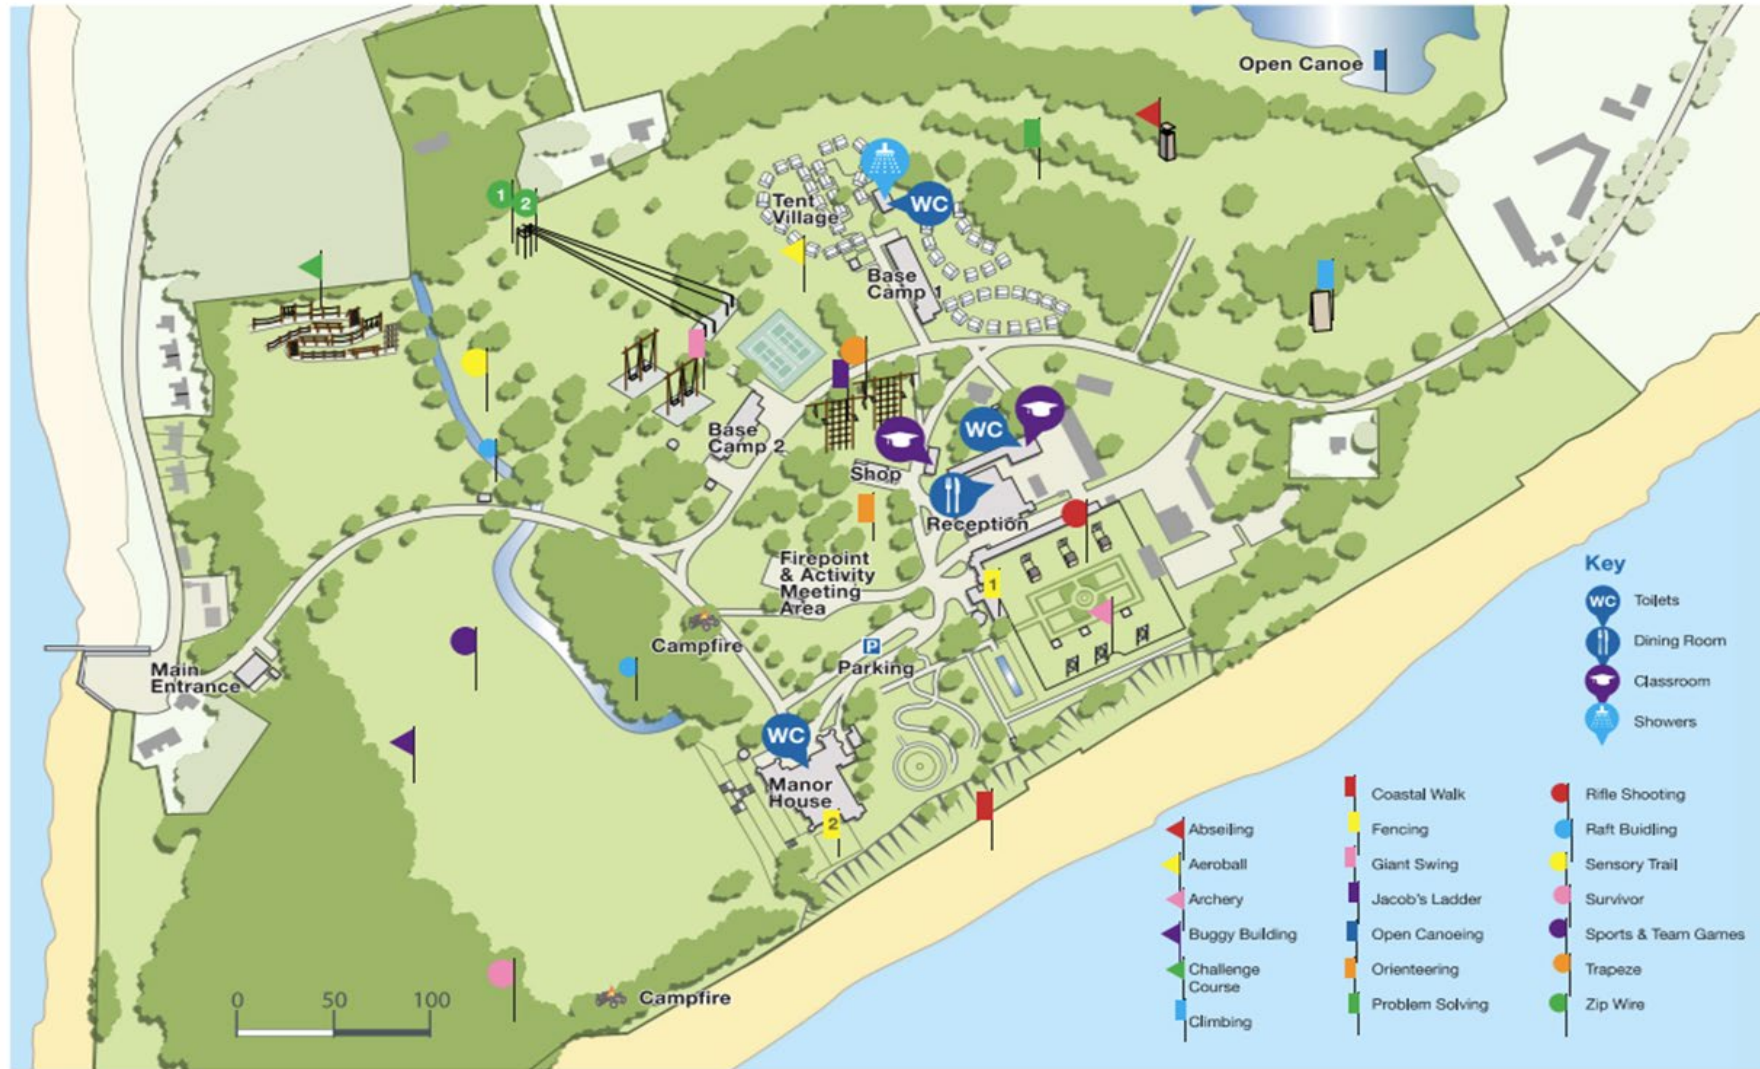 Open Canoe
1
2
WC
Tent
Village
Base
Camp 1
Base
Camp 2
WC
Shop
Reception
Firepoint
& Activity
Meeting
Area
1
Campfire
P
Parking
Main
Entrance
WC
Manor
House
2
Campfire
0 50 100
Key
WC Toilets
Dining Room
Classroom
Showers
Abseiling
Aeroball
Archery
Buggy Building
Challenge
Course
Climbing
Coastal Walk
Fencing
Giant Swing
Jacob's Ladder
Open Canoeing
Orienteering
Problem Solving
Rifle Shooting
Raft Buidling
Sensory Trail
Survivor
Sports & Team Games
Trapeze
Zip Wire